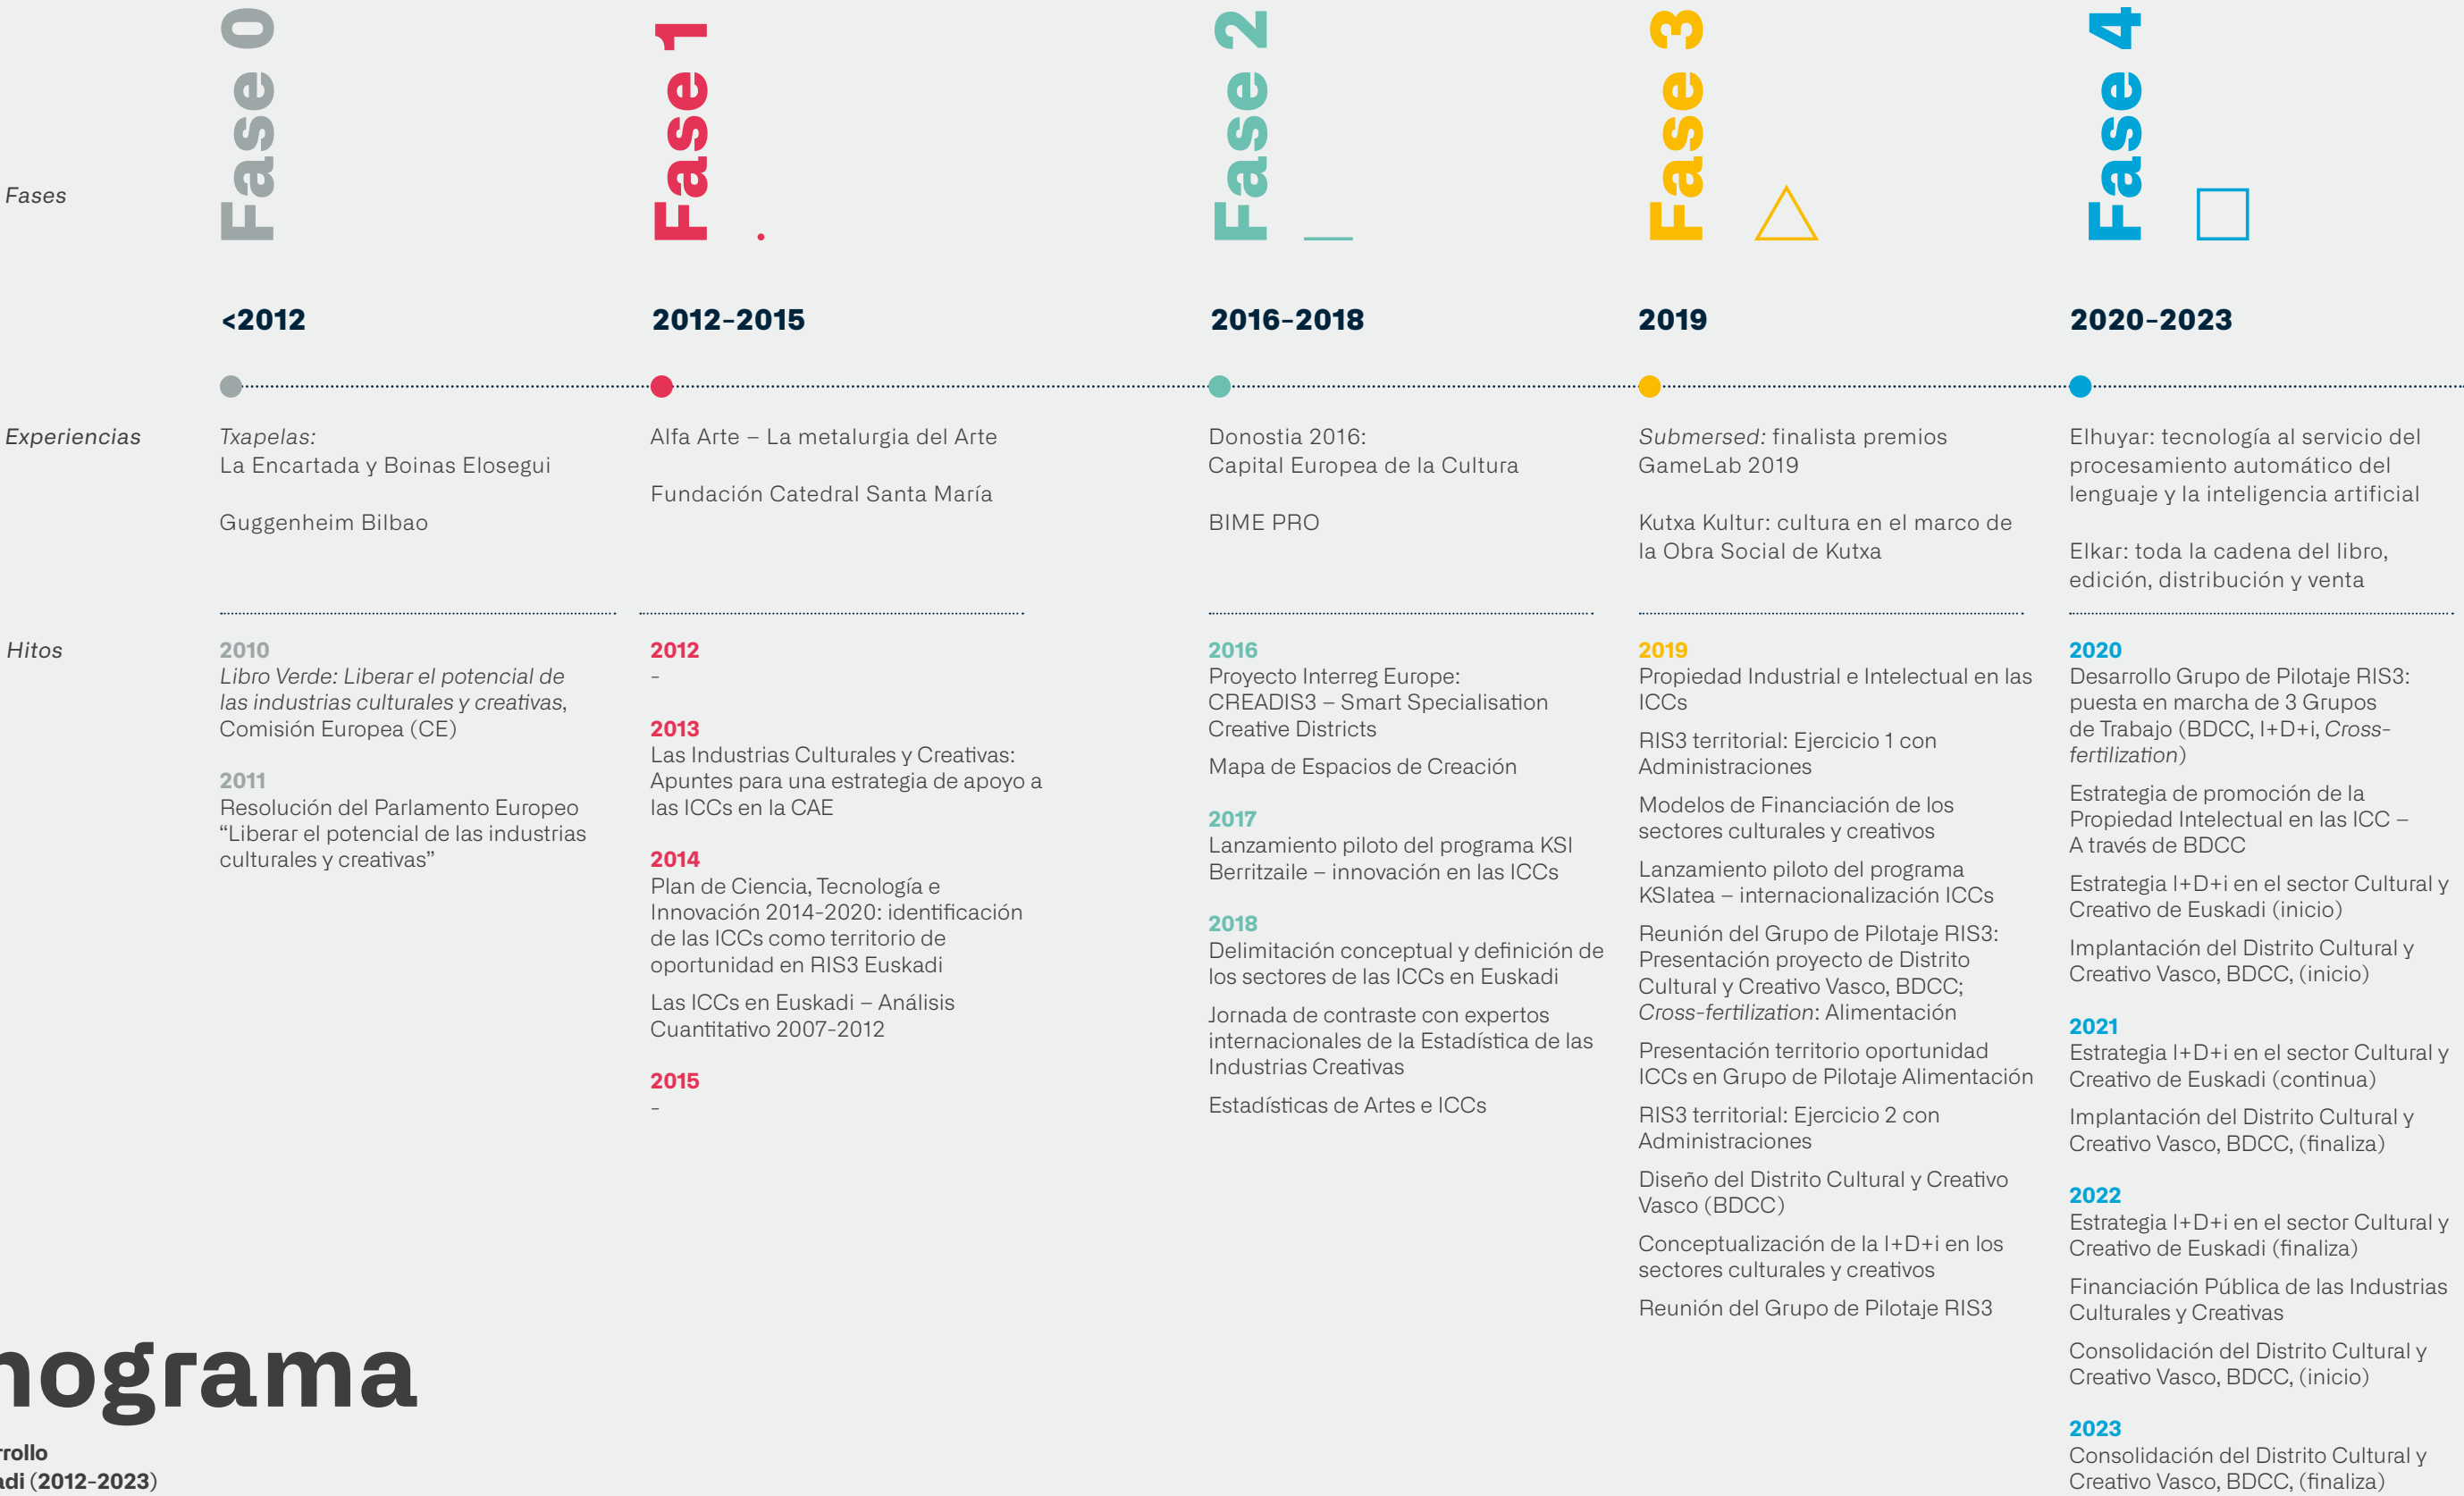 Fases
Fase 0
Fase 1
Fase 2
Fase 3
Fase 4
<2012
2012-2015
2016-2018
2019
2020-2023
Experiencias
Txapelas:
La Encartada y Boinas Elosegui
Guggenheim Bilbao
Alfa Arte – La metalurgia del Arte
Fundación Catedral Santa María
Donostia 2016:
Capital Europea de la Cultura
BIME PRO
Submersed: finalista premios
GameLab 2019
Kutxa Kultur: cultura en el marco de
la Obra Social de Kutxa
Elhuyar: tecnología al servicio del
procesamiento automático del
lenguaje y la inteligencia artificial
Elkar: toda la cadena del libro,
edición, distribución y venta
Hitos
2010
Libro Verde: Liberar el potencial de
las industrias culturales y creativas,
Comisión Europea (CE)
2011
Resolución del Parlamento Europeo
“Liberar el potencial de las industrias
culturales y creativas”
2012
-
2013
Las Industrias Culturales y Creativas:
Apuntes para una estrategia de apoyo a
las ICCs en la CAE
2014
Plan de Ciencia, Tecnología e
Innovación 2014-2020: identificación
de las ICCs como territorio de
oportunidad en RIS3 Euskadi
Las ICCs en Euskadi – Análisis
Cuantitativo 2007-2012
2015
-
2016
Proyecto Interreg Europe:
CREADIS3 – Smart Specialisation
Creative Districts
Mapa de Espacios de Creación
2017
Lanzamiento piloto del programa KSI
Berritzaile – innovación en las ICCs
2018
Delimitación conceptual y definición de
los sectores de las ICCs en Euskadi
Jornada de contraste con expertos
internacionales de la Estadística de las
Industrias Creativas
Estadísticas de Artes e ICCs
2019
Propiedad Industrial e Intelectual en las
ICCs
RIS3 territorial: Ejercicio 1 con
Administraciones
Modelos de Financiación de los
sectores culturales y creativos
Lanzamiento piloto del programa
KSIatea – internacionalización ICCs
Reunión del Grupo de Pilotaje RIS3:
Presentación proyecto de Distrito
Cultural y Creativo Vasco, BDCC;
Cross-fertilization: Alimentación
Presentación territorio oportunidad
ICCs en Grupo de Pilotaje Alimentación
RIS3 territorial: Ejercicio 2 con
Administraciones
Diseño del Distrito Cultural y Creativo
Vasco (BDCC)
Conceptualización de la I+D+i en los
sectores culturales y creativos
Reunión del Grupo de Pilotaje RIS3
2020
Desarrollo Grupo de Pilotaje RIS3:
puesta en marcha de 3 Grupos
de Trabajo (BDCC, I+D+i, Cross-
fertilization)
Estrategia de promoción de la
Propiedad Intelectual en las ICC –
A través de BDCC
Estrategia I+D+i en el sector Cultural y
Creativo de Euskadi (inicio)
Implantación del Distrito Cultural y
Creativo Vasco, BDCC, (inicio)
2021
Estrategia I+D+i en el sector Cultural y
Creativo de Euskadi (continua)
Implantación del Distrito Cultural y
Creativo Vasco, BDCC, (finaliza)
2022
Estrategia I+D+i en el sector Cultural y
Creativo de Euskadi (finaliza)
Financiación Pública de las Industrias
Culturales y Creativas
Consolidación del Distrito Cultural y
Creativo Vasco, BDCC, (inicio)
2023
Consolidación del Distrito Cultural y
Creativo Vasco, BDCC, (finaliza)
nograma
rrollo
adi (2012-2023)